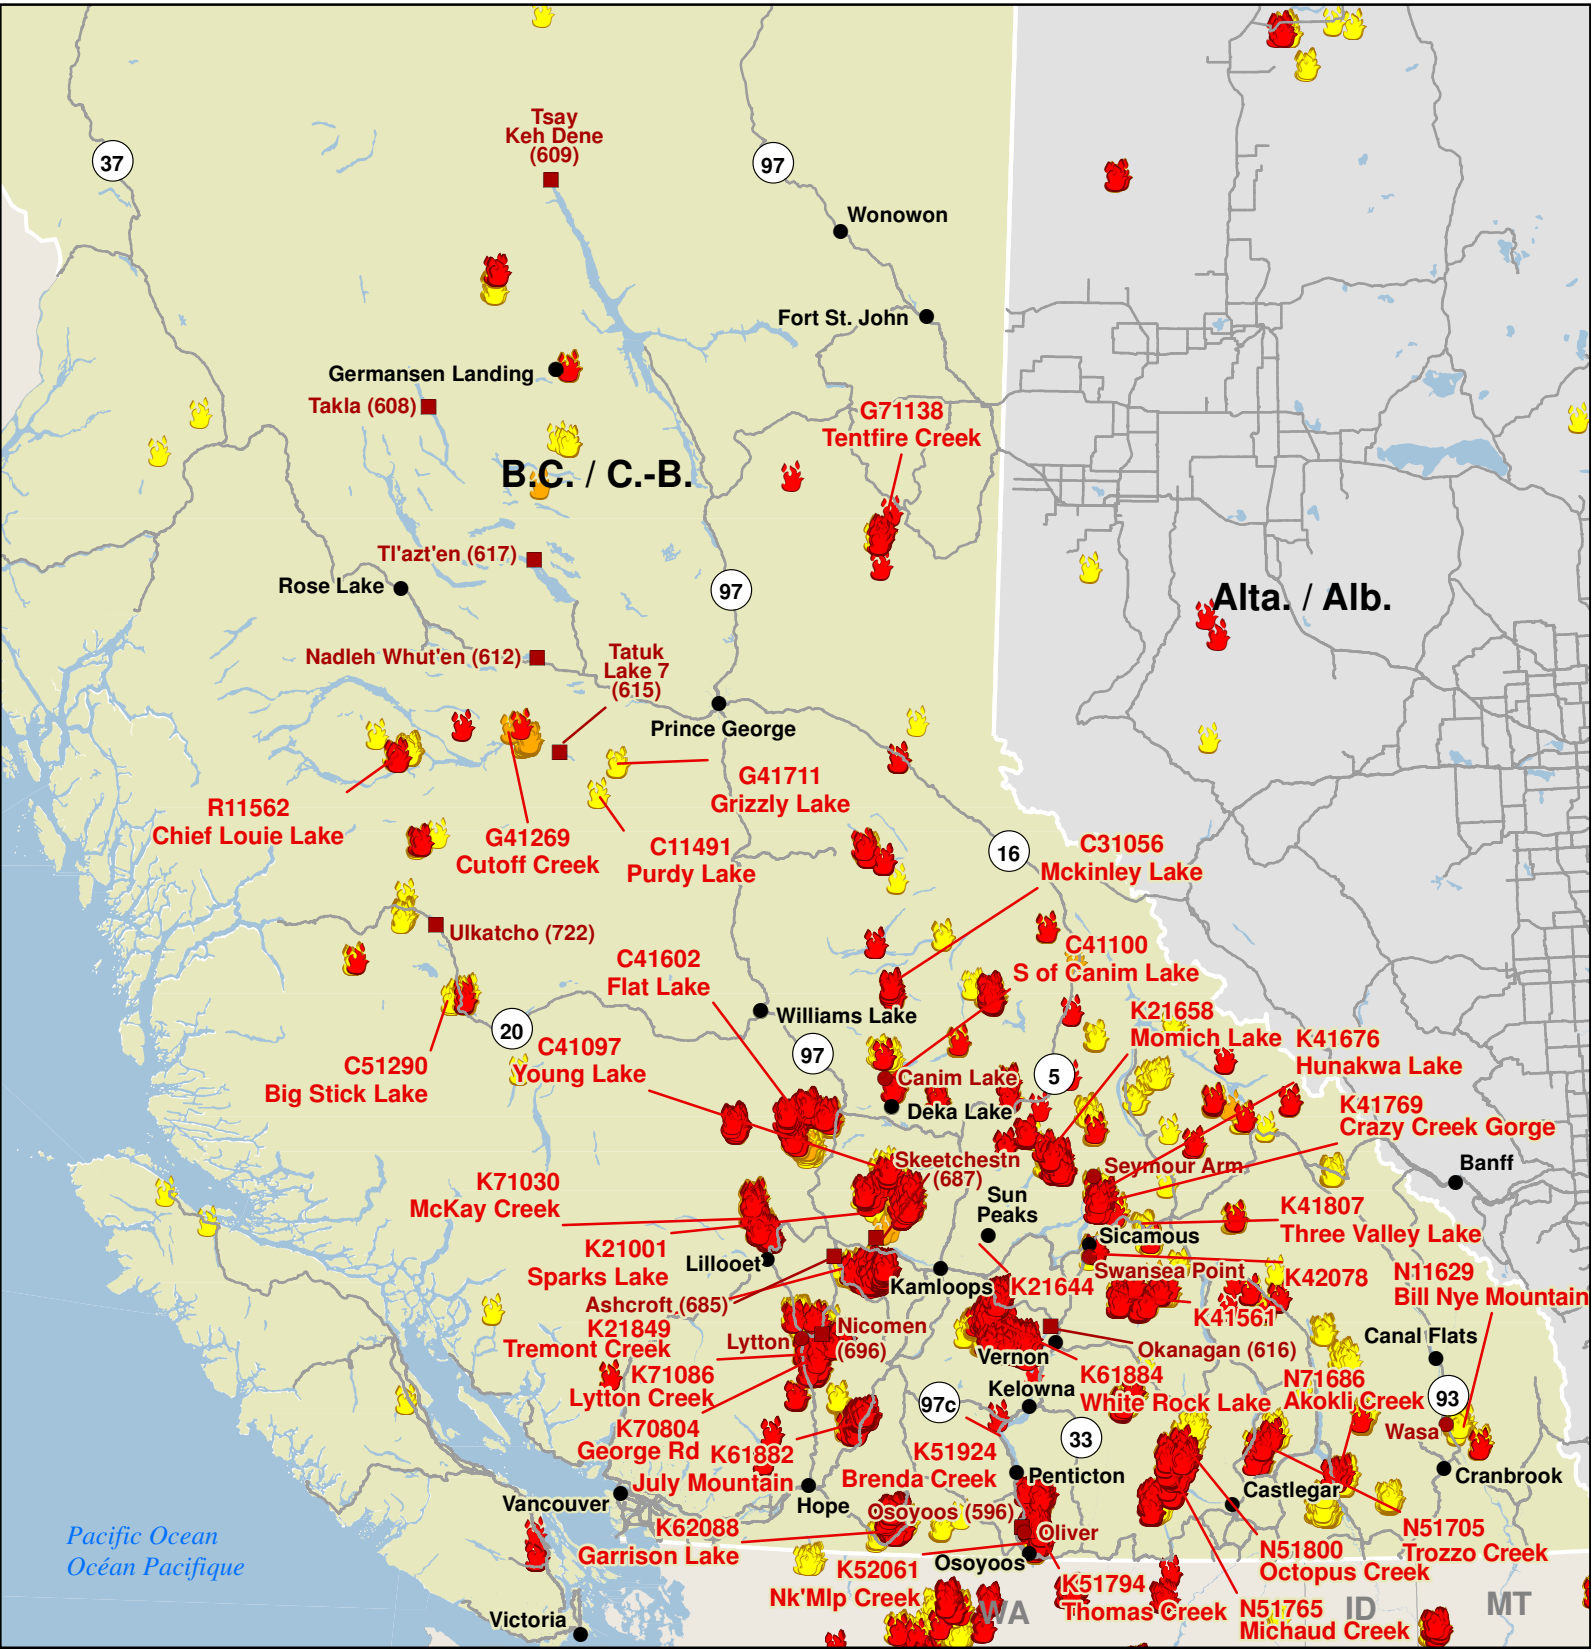 37
Tsay
Keh Dene
(609)
97
Wonowon
Fort St. John
Germansen Landing
Takla (608)
G71138
Tentfire Creek
B.C. / C.-B.
Tl'azt'en (617)
Rose Lake
97
Alta. / Alb.
Nadleh Whut'en (612)
Tatuk
Lake 7
(615)
Prince George
G41711
Grizzly Lake
R11562
Chief Louie Lake
G41269
Cutoff Creek
C11491
Purdy Lake
16
C31056
Mckinley Lake
Ulkatcho (722)
C41602
Flat Lake
C41100
S of Canim Lake
Williams Lake
20
K21658
Momich Lake
C51290
Big Stick Lake
C41097
Young Lake
97
Canim Lake
Deka Lake
5
K41676
Hunakwa Lake
K41769
Crazy Creek Gorge
Banff
K71030
McKay Creek
Skeetchestn
(687)
Seymour Arm
Sun
Peaks
K41807
Three Valley Lake
K21001
Sparks Lake
Lillooet
Sicamous
Swansea Point
Kamloops
K21644
K42078
N11629
Bill Nye Mountain
Ashcroft (685)
K41561
K21849
Tremont Creek
Lytton
Nicomen
(696)
Okanagan (616)
Canal Flats
Vernon
K71086
Lytton Creek
Kelowna
97c
K61884
White Rock Lake
N71686
Akokli Creek
93
Wasa
K70804
George Rd
K61882
July Mountain
33
K51924
Brenda Creek
Penticton
Cranbrook
Castlegar
Vancouver
Hope
Osoyoos (596)
Oliver
K62088
Garrison Lake
Pacific Ocean
Océan Pacifique
Osoyoos
K52061
Nk'Mlp Creek
N51705
Trozzo Creek
N51800
Octopus Creek
K51794
Thomas Creek
N51765
Michaud Creek
WA
ID
MT
Victoria